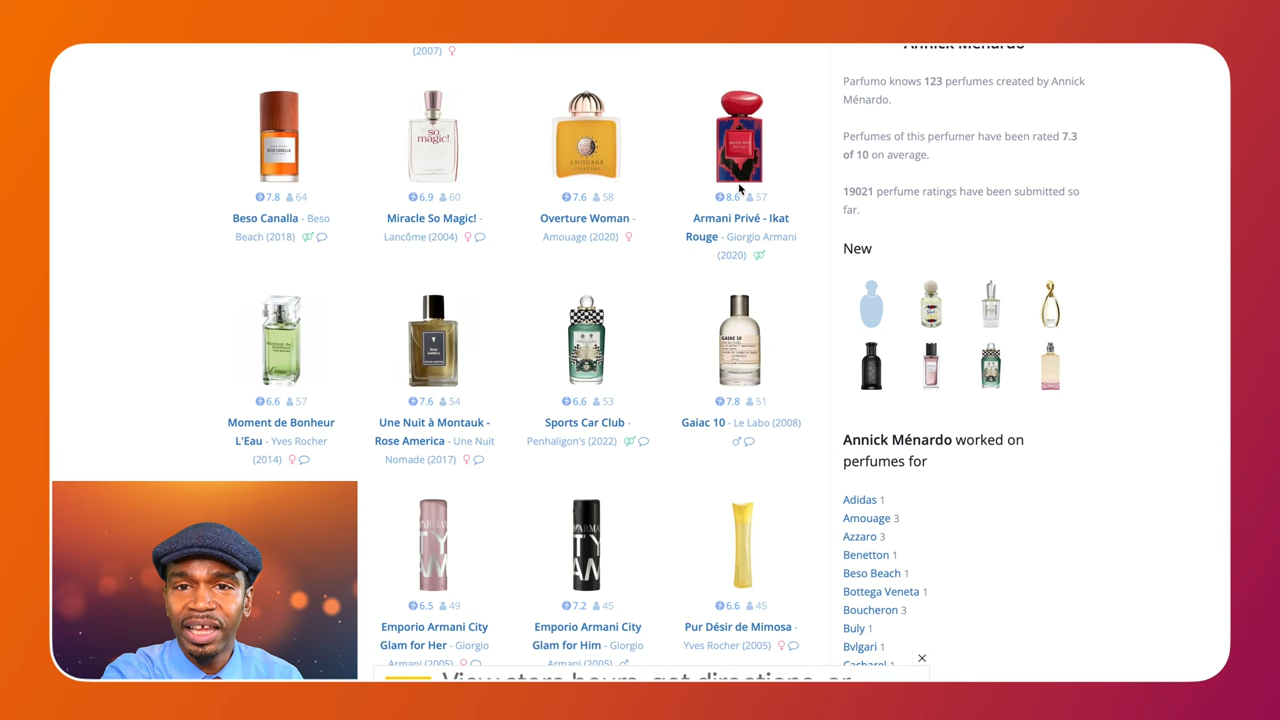 (2007)
Annick Ménardo
7.8 64
6.9 60
7.6 58
8.6 57
Beso Canalla - Beso
Beach (2018)
Miracle So Magic! -
Lancôme (2004)
Overture Woman -
Amouage (2020)
Armani Privé - Ikat
Rouge - Giorgio Armani
(2020)
so
magic!
AMOUAGE
6.6 57
7.6 54
6.6 53
7.8 51
Moment de Bonheur
L'Eau - Yves Rocher
(2014)
Une Nuit à Montauk -
Rose America - Une Nuit
Nomade (2017)
Sports Car Club -
Penhaligon's (2022)
Gaiac 10 - Le Labo (2008)
GAIAC 10
6.5 49
7.2 45
6.6 45
Emporio Armani City
Glam for Her - Giorgio
Armani (2005)
Emporio Armani City
Glam for Him - Giorgio
Armani (2005)
Pur Désir de Mimosa -
Yves Rocher (2005)
Parfumo knows 123 perfumes created by Annick
Ménardo.
Perfumes of this perfumer have been rated 7.3
of 10 on average.
19021 perfume ratings have been submitted so
far.
New
Annick Ménardo worked on
perfumes for
Adidas 1
Amouage 3
Azzaro 3
Benetton 1
Beso Beach 1
Bottega Veneta 1
Boucheron 3
Buly 1
Bvlgari 1
Cacharel 1
View store hours, get directions, or